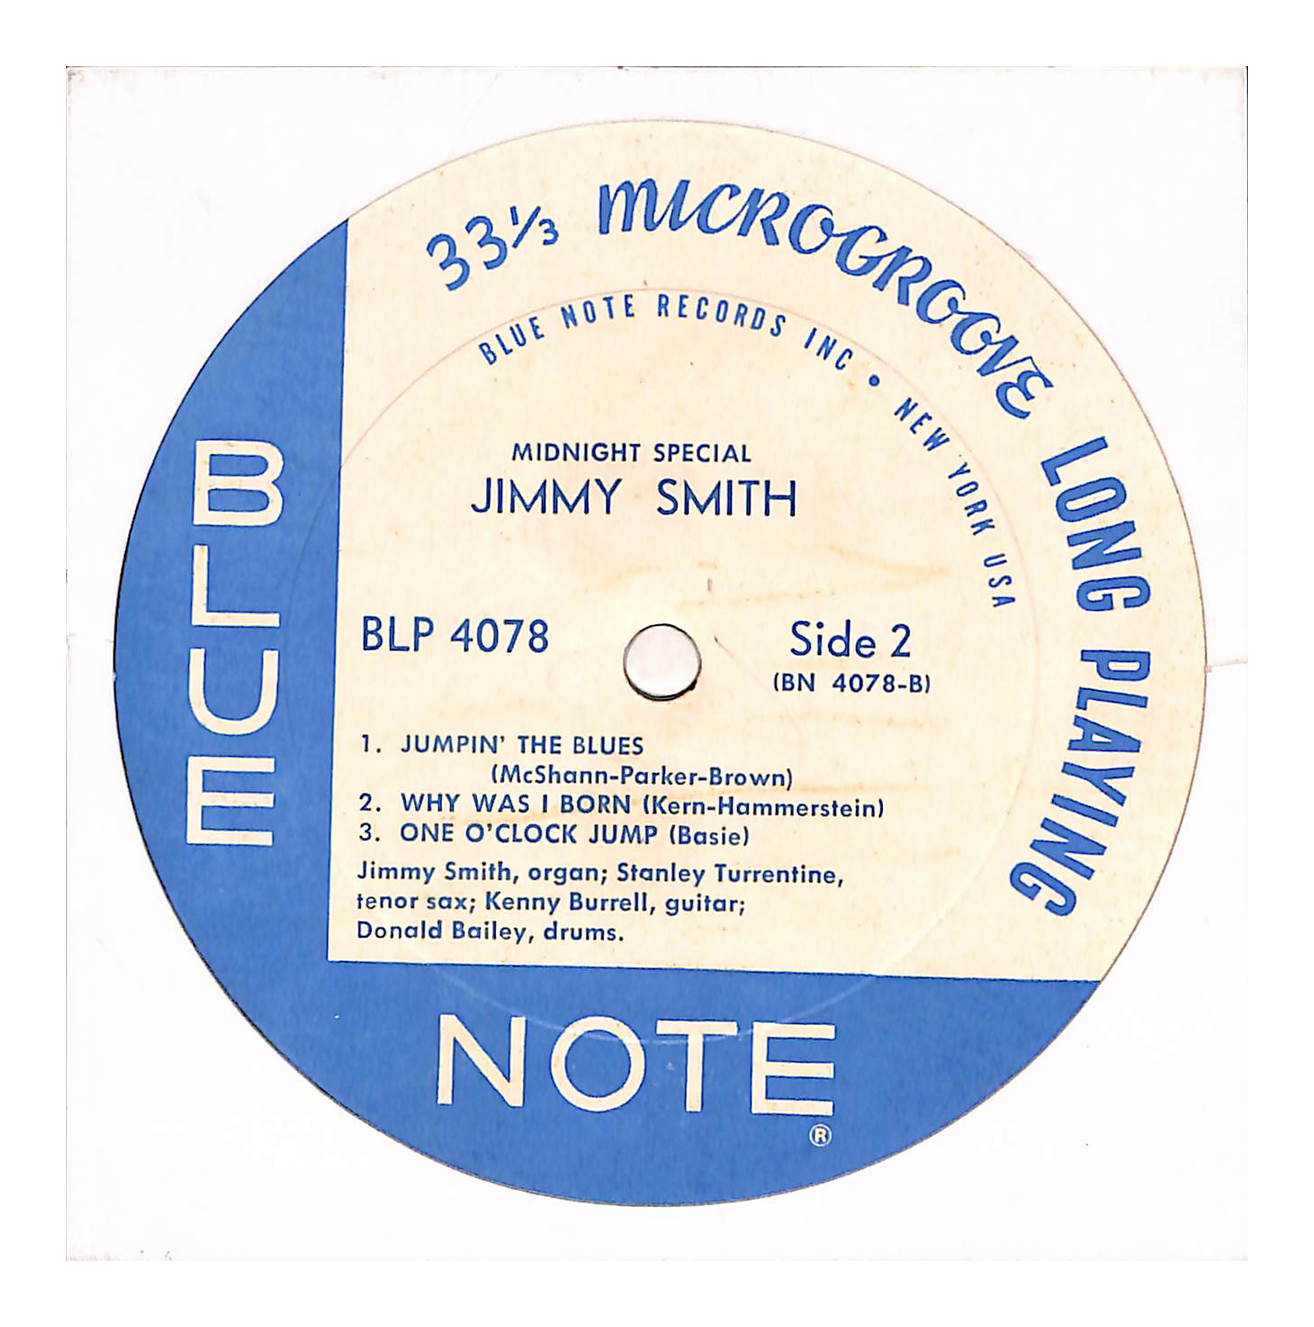 33⅓ MICROGROOVE LONG PLAYING
BLUE NOTE RECORDS INC • NEW YORK USA
MIDNIGHT SPECIAL
JIMMY SMITH
BLP 4078
Side 2
(BN 4078-B)
1. JUMPIN' THE BLUES
(McShann-Parker-Brown)
2. WHY WAS I BORN (Kern-Hammerstein)
3. ONE O'CLOCK JUMP (Basie)
Jimmy Smith, organ; Stanley Turrentine,
tenor sax; Kenny Burrell, guitar;
Donald Bailey, drums.
BLUE
NOTE
®